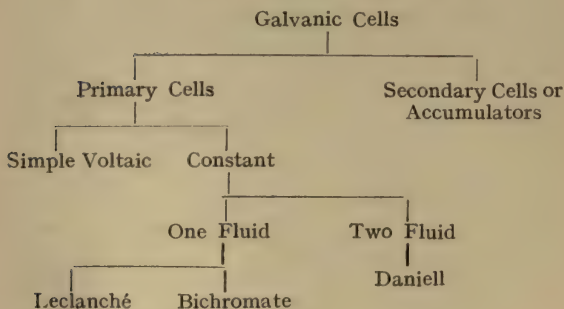 Galvanic Cells
Primary Cells
Secondary Cells or
Accumulators
Simple Voltaic
Constant
One Fluid
Two Fluid
Daniell
Leclanché
Bichromate